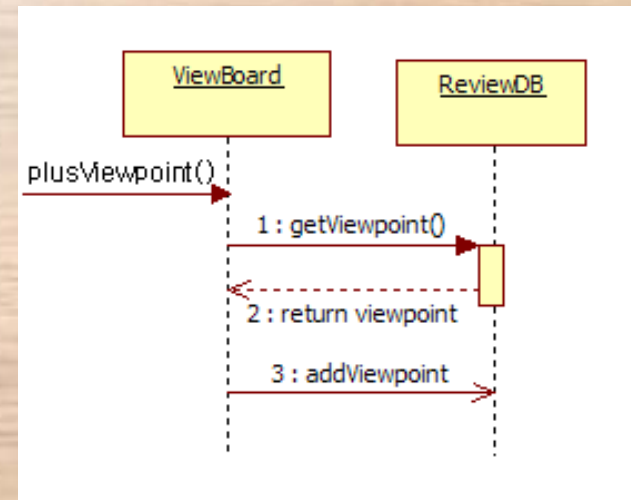 ViewBoard
ReviewDB
plusViewpoint()
1 : getViewpoint()
2 : return viewpoint
3 : addViewpoint